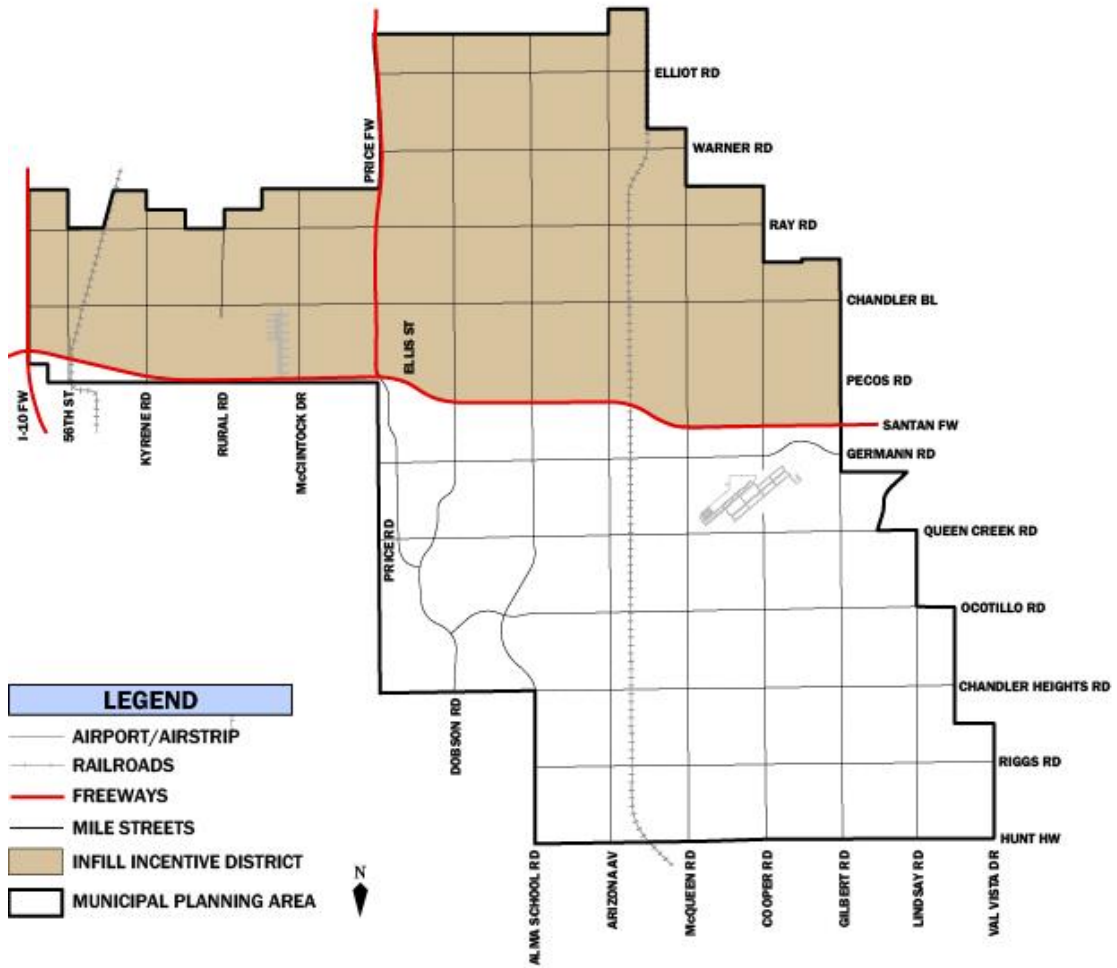 ELLIOT RD
PRICE FW
WARNER RD
RAY RD
CHANDLER BL
ELLIS ST
PECOS RD
I-10 FW
56TH ST
KYRENE RD
RURAL RD
McClINTOCK DR
SANTAN FW
GERMANN RD
PRICE RD
QUEEN CREEK RD
OCOTILLO RD
CHANDLER HEIGHTS RD
DOBSON RD
RIGGS RD
HUNT HW
ALMA SCHOOL RD
ARIZONA AV
McQUEEN RD
COOPER RD
GILBERT RD
LINDSAY RD
VAL VISTA DR
LEGEND
AIRPORT/AIRSTRIP
RAILROADS
FREEWAYS
MILE STREETS
INFILL INCENTIVE DISTRICT
MUNICIPAL PLANNING AREA
N